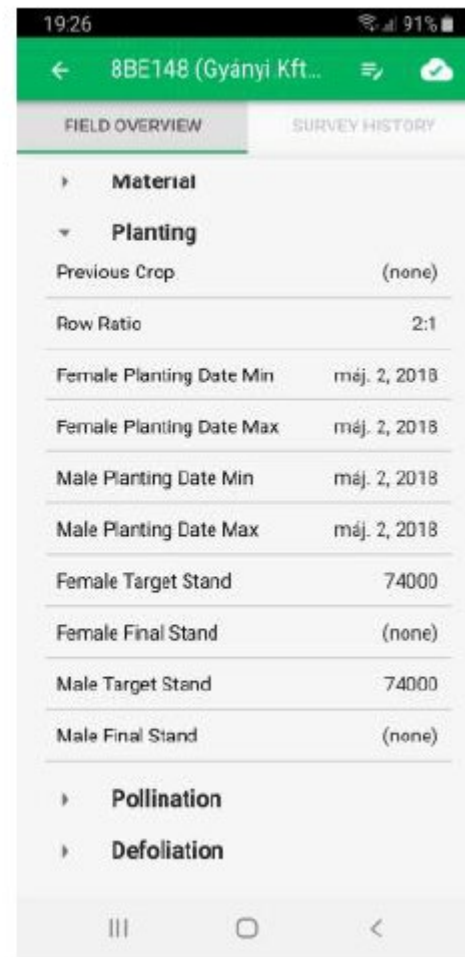 19:26 91%
8BE148 (Gyányi Kft...
FIELD OVERVIEW SURVEY HISTORY
Material
Planting
Previous Crop (none)
Row Ratio 2:1
Female Planting Date Min máj. 2, 2018
Female Planting Date Max máj. 2, 2018
Male Planting Date Min máj. 2, 2018
Male Planting Date Max máj. 2, 2018
Female Target Stand 74000
Female Final Stand (none)
Male Target Stand 74000
Male Final Stand (none)
Pollination
Defoliation